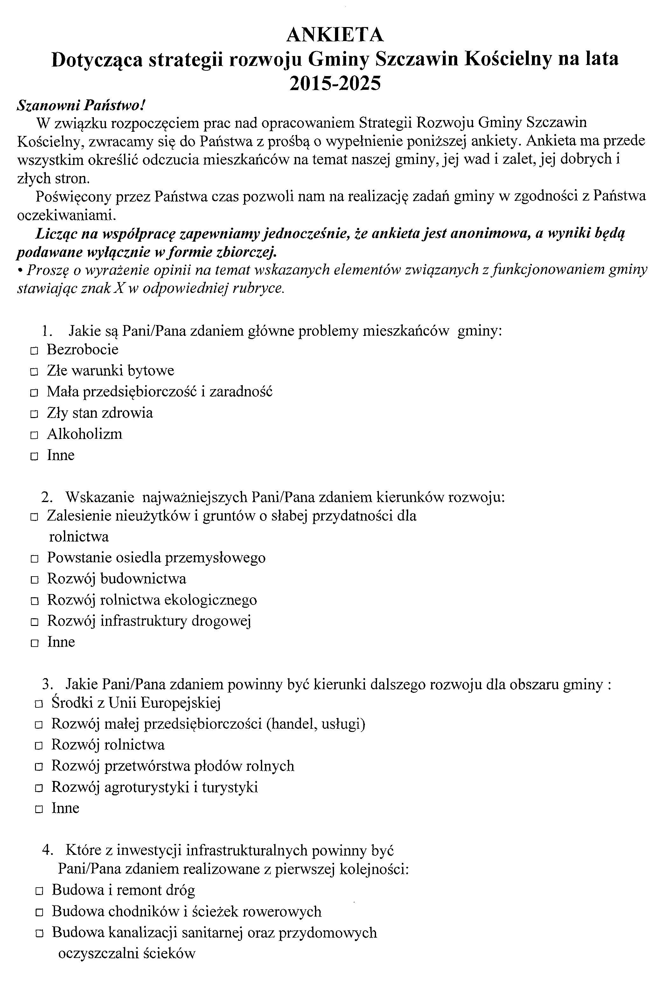 ANKIETA
Dotycząca strategii rozwoju Gminy Szczawin Kościelny na lata
2015-2025
Szanowni Państwo!
W związku rozpoczęciem prac nad opracowaniem Strategii Rozwoju Gminy Szczawin
Kościelny, zwracamy się do Państwa z prośbą o wypełnienie poniższej ankiety. Ankieta ma przede
wszystkim określić odczucia mieszkańców na temat naszej gminy, jej wad i zalet, jej dobrych i
złych stron.
Poświęcony przez Państwa czas pozwoli nam na realizację zadań gminy w zgodności z Państwa
oczekiwaniami.
Licząc na współpracę zapewniamy jednocześnie, że ankieta jest anonimowa, a wyniki będą
podawane wyłącznie w formie zbiorczej.
• Proszę o wyrażenie opinii na temat wskazanych elementów związanych z funkcjonowaniem gminy
stawiając znak X w odpowiedniej rubryce.
1. Jakie są Pani/Pana zdaniem główne problemy mieszkańców gminy:
□ Bezrobocie
□ Złe warunki bytowe
□ Mała przedsiębiorczość i zaradność
□ Zły stan zdrowia
□ Alkoholizm
□ Inne
2. Wskazanie najważniejszych Pani/Pana zdaniem kierunków rozwoju:
□ Zalesienie nieużytków i gruntów o słabej przydatności dla
rolnictwa
□ Powstanie osiedla przemysłowego
□ Rozwój budownictwa
□ Rozwój rolnictwa ekologicznego
□ Rozwój infrastruktury drogowej
□ Inne
3. Jakie Pani/Pana zdaniem powinny być kierunki dalszego rozwoju dla obszaru gminy :
□ Środki z Unii Europejskiej
□ Rozwój małej przedsiębiorczości (handel, usługi)
□ Rozwój rolnictwa
□ Rozwój przetwórstwa płodów rolnych
□ Rozwój agroturystyki i turystyki
□ Inne
4. Które z inwestycji infrastrukturalnych powinny być
Pani/Pana zdaniem realizowane z pierwszej kolejności:
□ Budowa i remont dróg
□ Budowa chodników i ścieżek rowerowych
□ Budowa kanalizacji sanitarnej oraz przydomowych
oczyszczalni ścieków